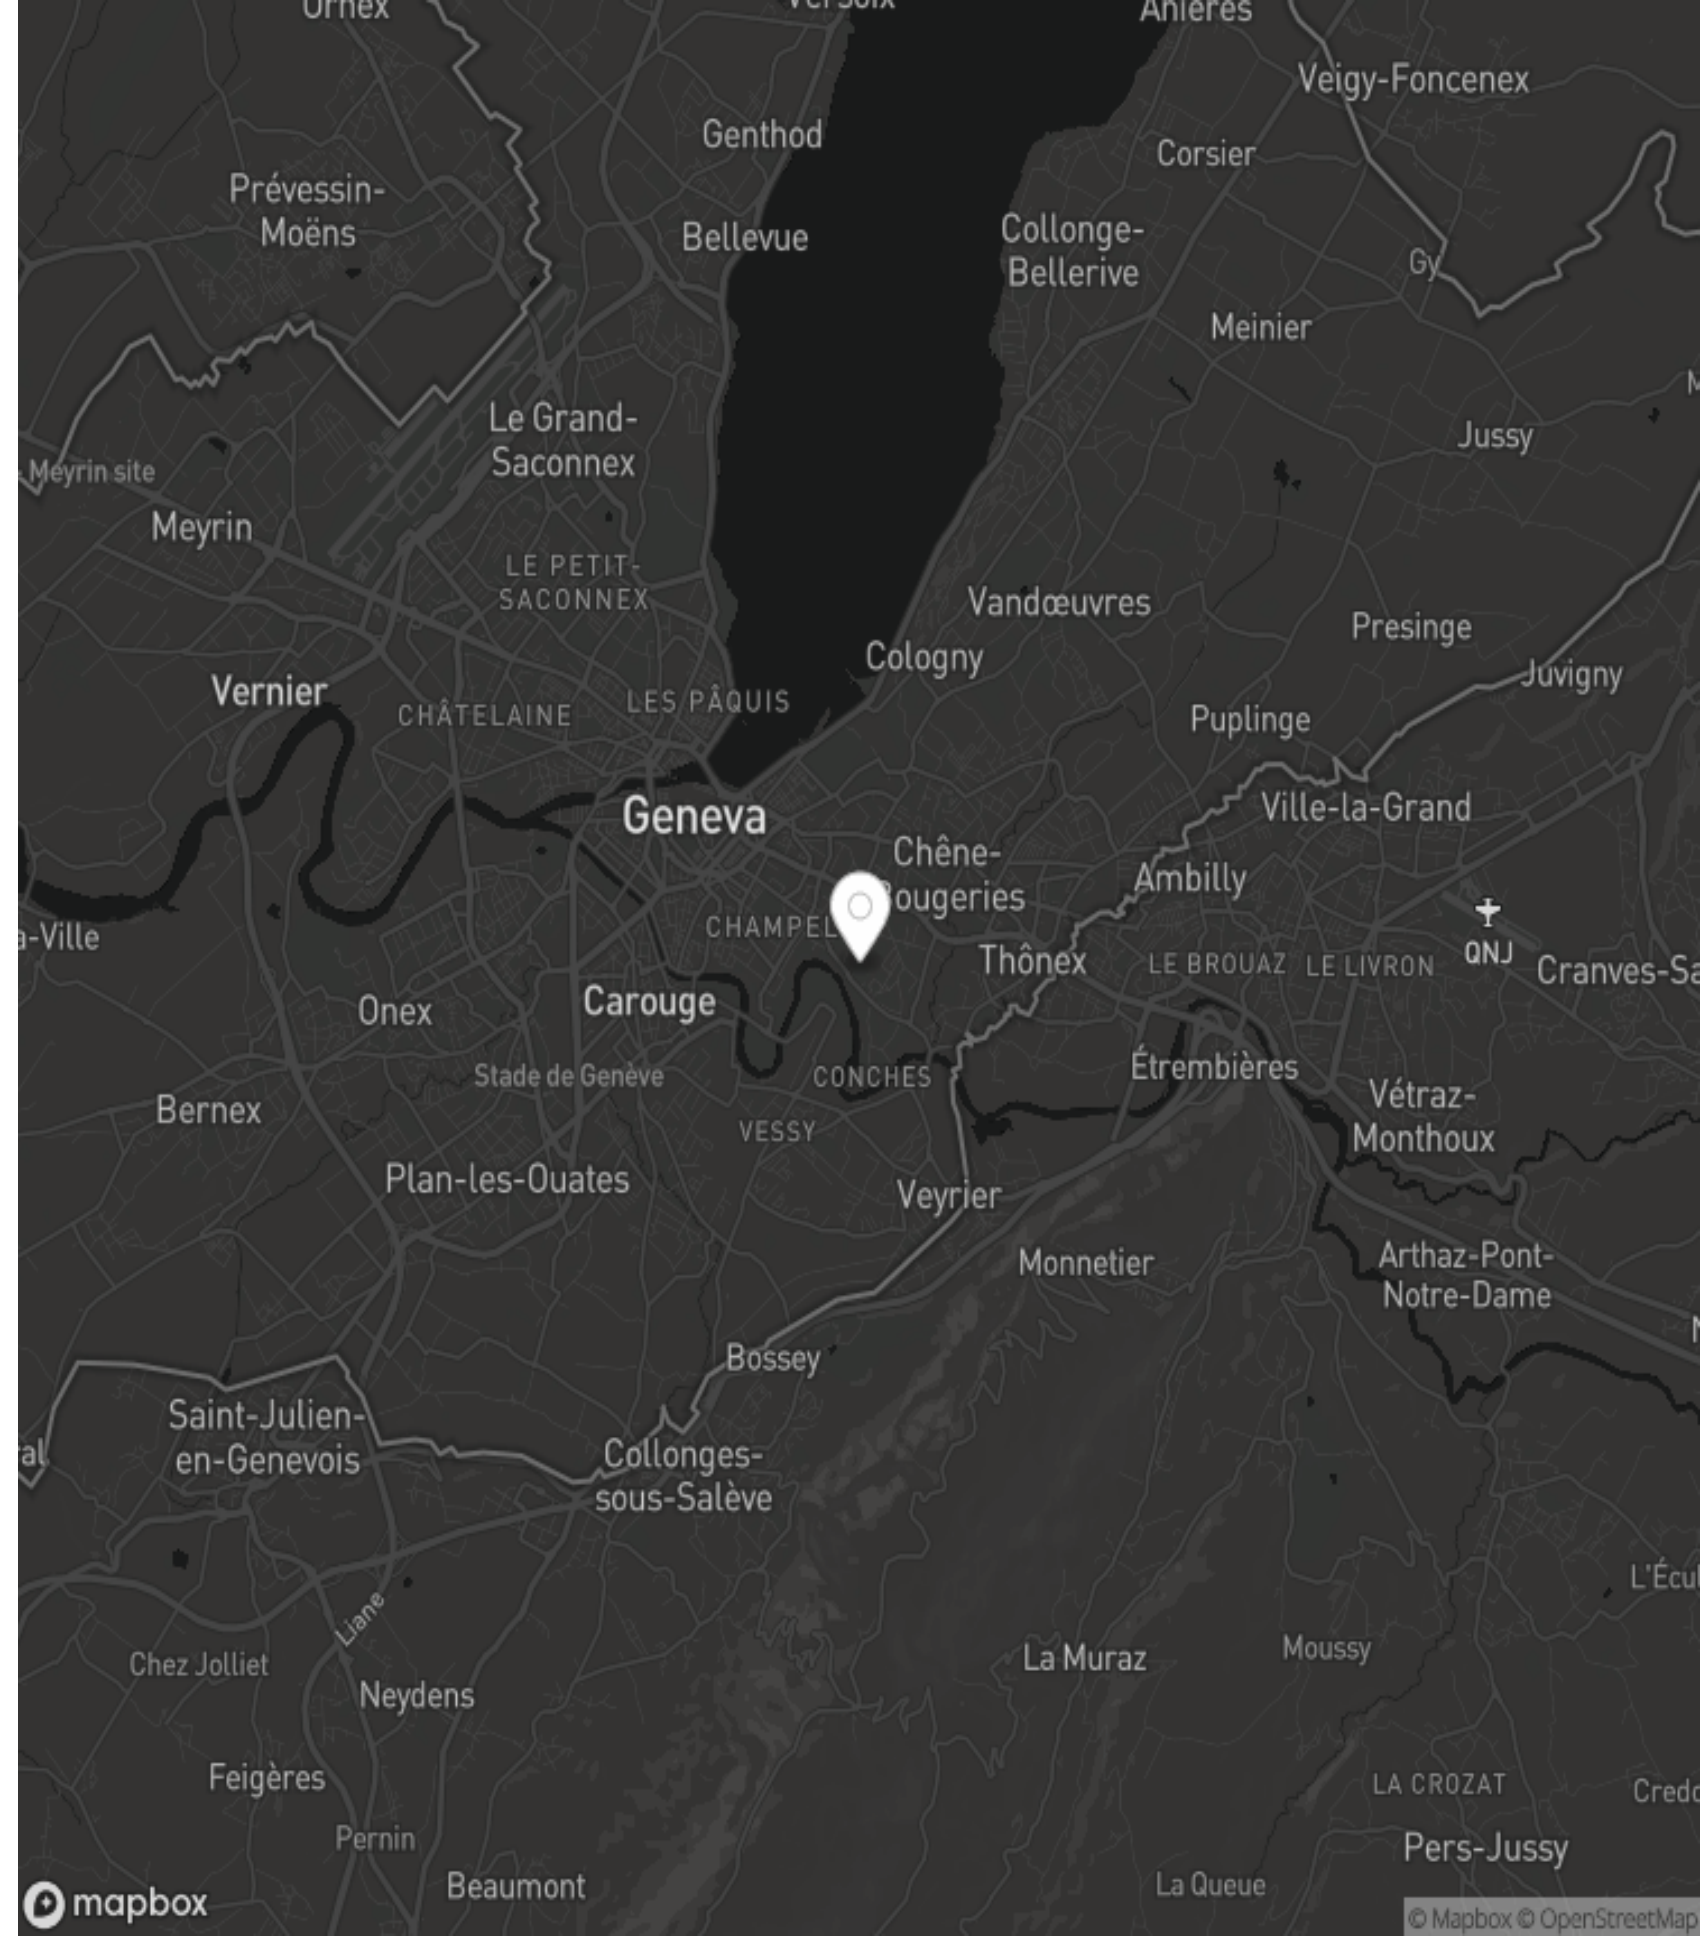 Ornex
Versoix
Anières
Veigy-Foncenex
Genthod
Corsier
Prévessin-
Moëns
Bellevue
Collonge-
Bellerive
Gy
Meinier
Le Grand-
Saconnex
Jussy
Meyrin site
Meyrin
LE PETIT-
SACONNEX
Vandœuvres
Presinge
Cologny
Juvigny
Vernier
CHÂTELAINE
LES PÂQUIS
Puplinge
Geneva
Ville-la-Grand
Chêne-
Bougeries
Ambilly
CHAMPEL
a-Ville
Thônex
LE BROUAZ
LE LIVRON
QNJ
Cranves-Sa
Onex
Carouge
Stade de Genève
CONCHES
Étrembières
Bernex
VESSY
Vétraz-
Monthoux
Plan-les-Ouates
Veyrier
Monnetier
Arthaz-Pont-
Notre-Dame
Bossey
Saint-Julien-
en-Genevois
al
Collonges-
sous-Salève
L'Écul
Liane
Chez Jolliet
La Muraz
Moussy
Neydens
Feigères
LA CROZAT
Credo
Pernin
Pers-Jussy
Beaumont
La Queue
mapbox
© Mapbox © OpenStreetMap